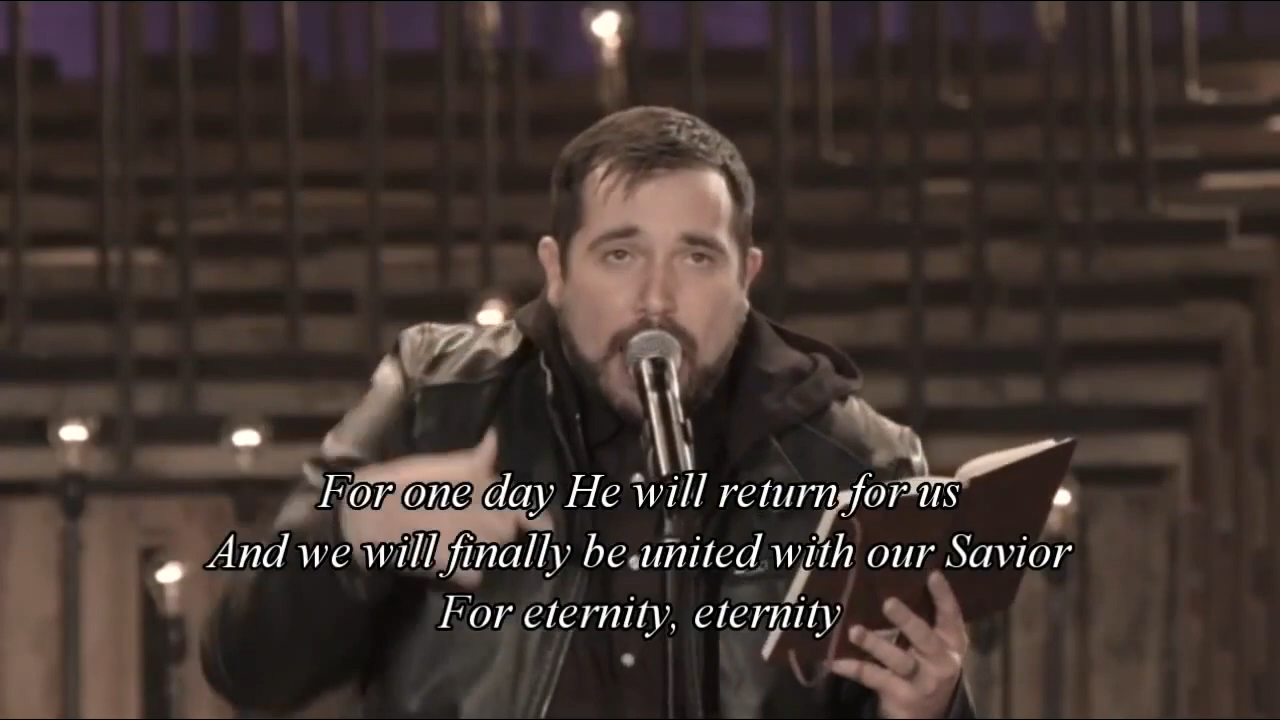 For one day He will return for us
And we will finally be united with our Savior
For eternity, eternity